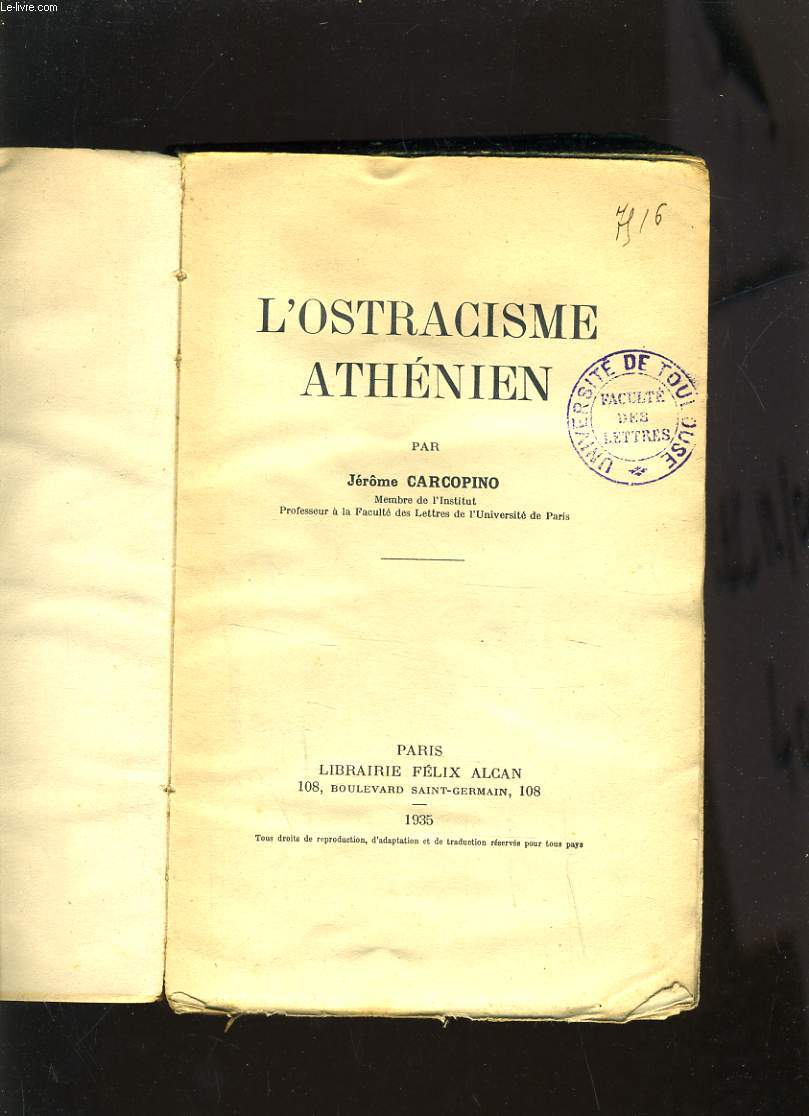 Le-livre.com
L'OSTRACISME
ATHÉNIEN
PAR
Jérôme CARCOPINO
Membre de l'Institut
Professeur à la Faculté des Lettres de l'Université de Paris
UNIVERSITÉ DE TOULOUSE
FACULTÉ
DES
LETTRES
PARIS
LIBRAIRIE FÉLIX ALCAN
108, BOULEVARD SAINT-GERMAIN, 108
1935
Tous droits de reproduction, d'adaptation et de traduction réservés pour tous pays